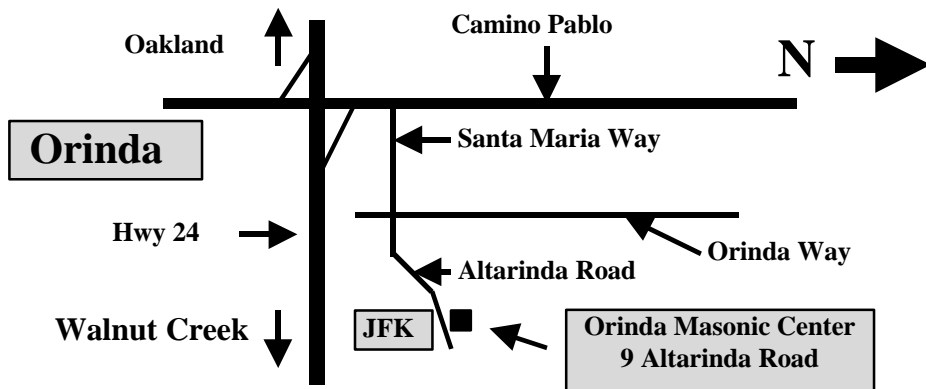 Camino Pablo
Oakland
N
Orinda
Santa Maria Way
Hwy 24
Orinda Way
Altarinda Road
Walnut Creek
JFK
Orinda Masonic Center
9 Altarinda Road